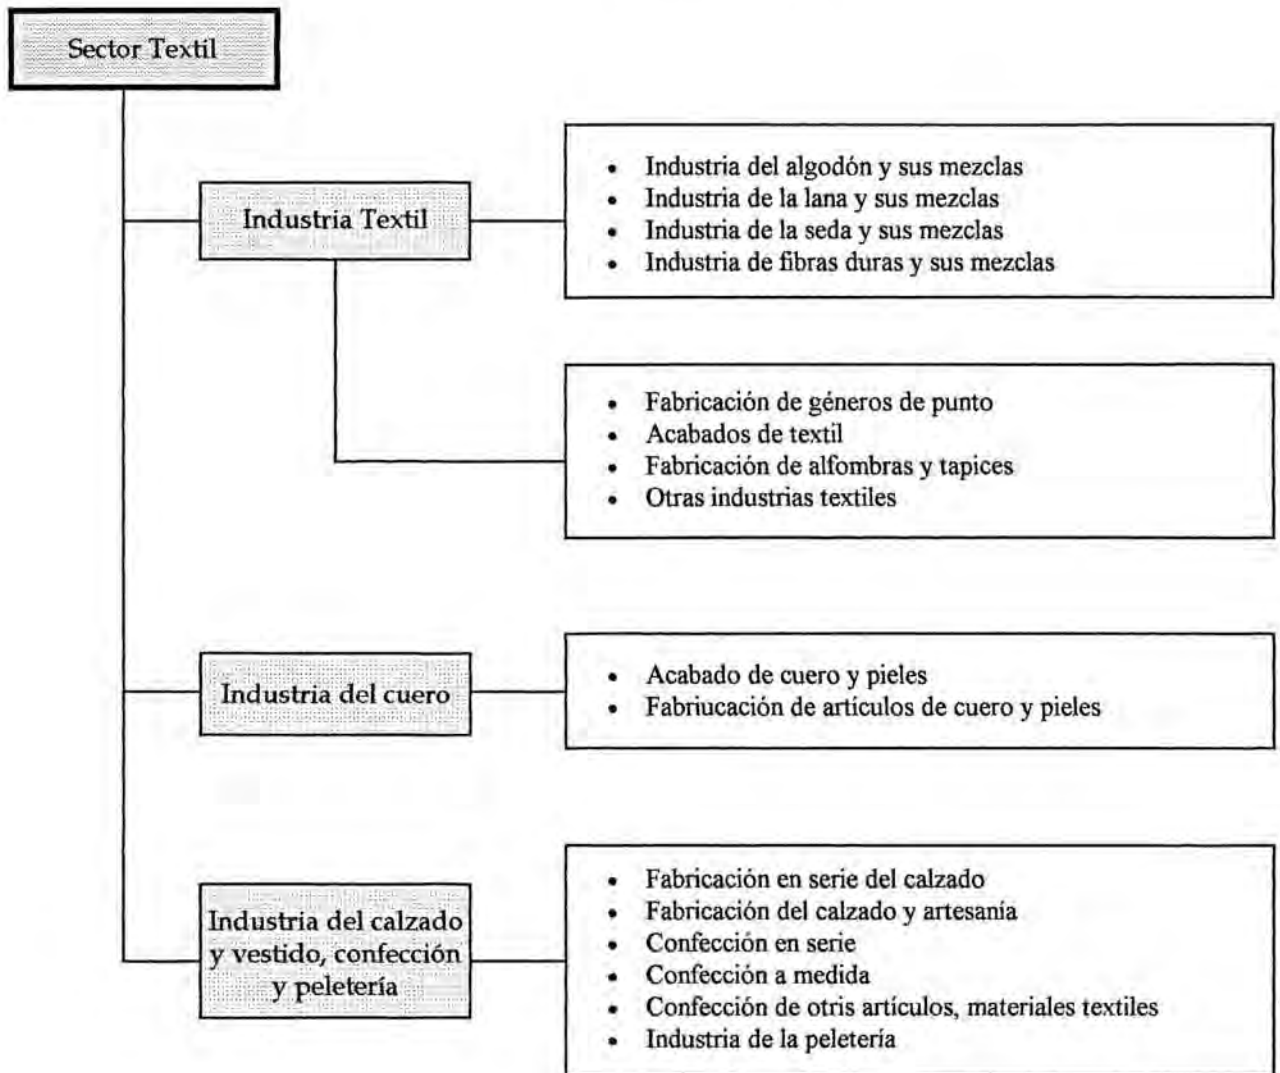 Sector Textil
Industria Textil
• Industria del algodón y sus mezclas
• Industria de la lana y sus mezclas
• Industria de la seda y sus mezclas
• Industria de fibras duras y sus mezclas
• Fabricación de géneros de punto
• Acabados de textil
• Fabricación de alfombras y tapices
• Otras industrias textiles
Industria del cuero
• Acabado de cuero y pieles
• Fabriucación de artículos de cuero y pieles
Industria del calzado
y vestido, confección
y peletería
• Fabricación en serie del calzado
• Fabricación del calzado y artesanía
• Confección en serie
• Confección a medida
• Confección de otris artículos, materiales textiles
• Industria de la peletería